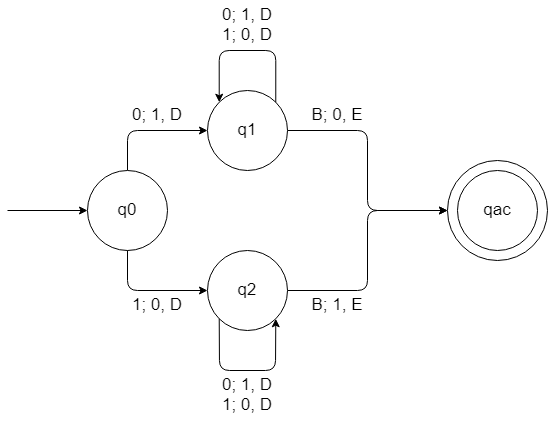 0; 1, D
1; 0, D
0; 1, D
q1
B; 0, E
q0
qac
1; 0, D
q2
B; 1, E
0; 1, D
1; 0, D